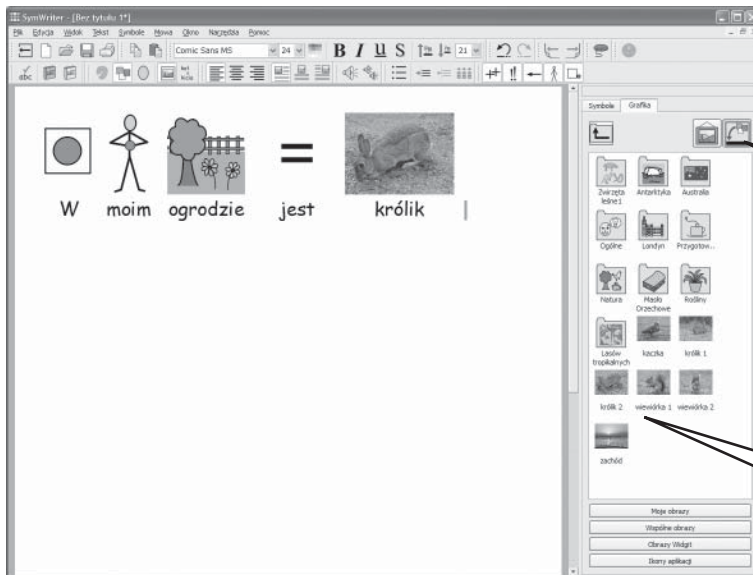 SymWriter - [Bez tytułu 1*]
Plik Edycja Widok Tekst Symbole Mowa Okno Narzędzia Pomoc
Comic Sans MS 24 B I U S 21
abc
Symbole Grafika
W moim ogrodzie jest królik
Zwirzęta leśne1 Antarktyka Australia
Ogólne Londyn Przygotow...
Natura Masło Orzechowe Rośliny
Lasów tropikalnych kaczka królik 1
królik 2 wiewiórka 1 wiewiórka 2
zachód
Moje obrazy
Wspólne obrazy
Obrazy Widgit
Ikony aplikacji